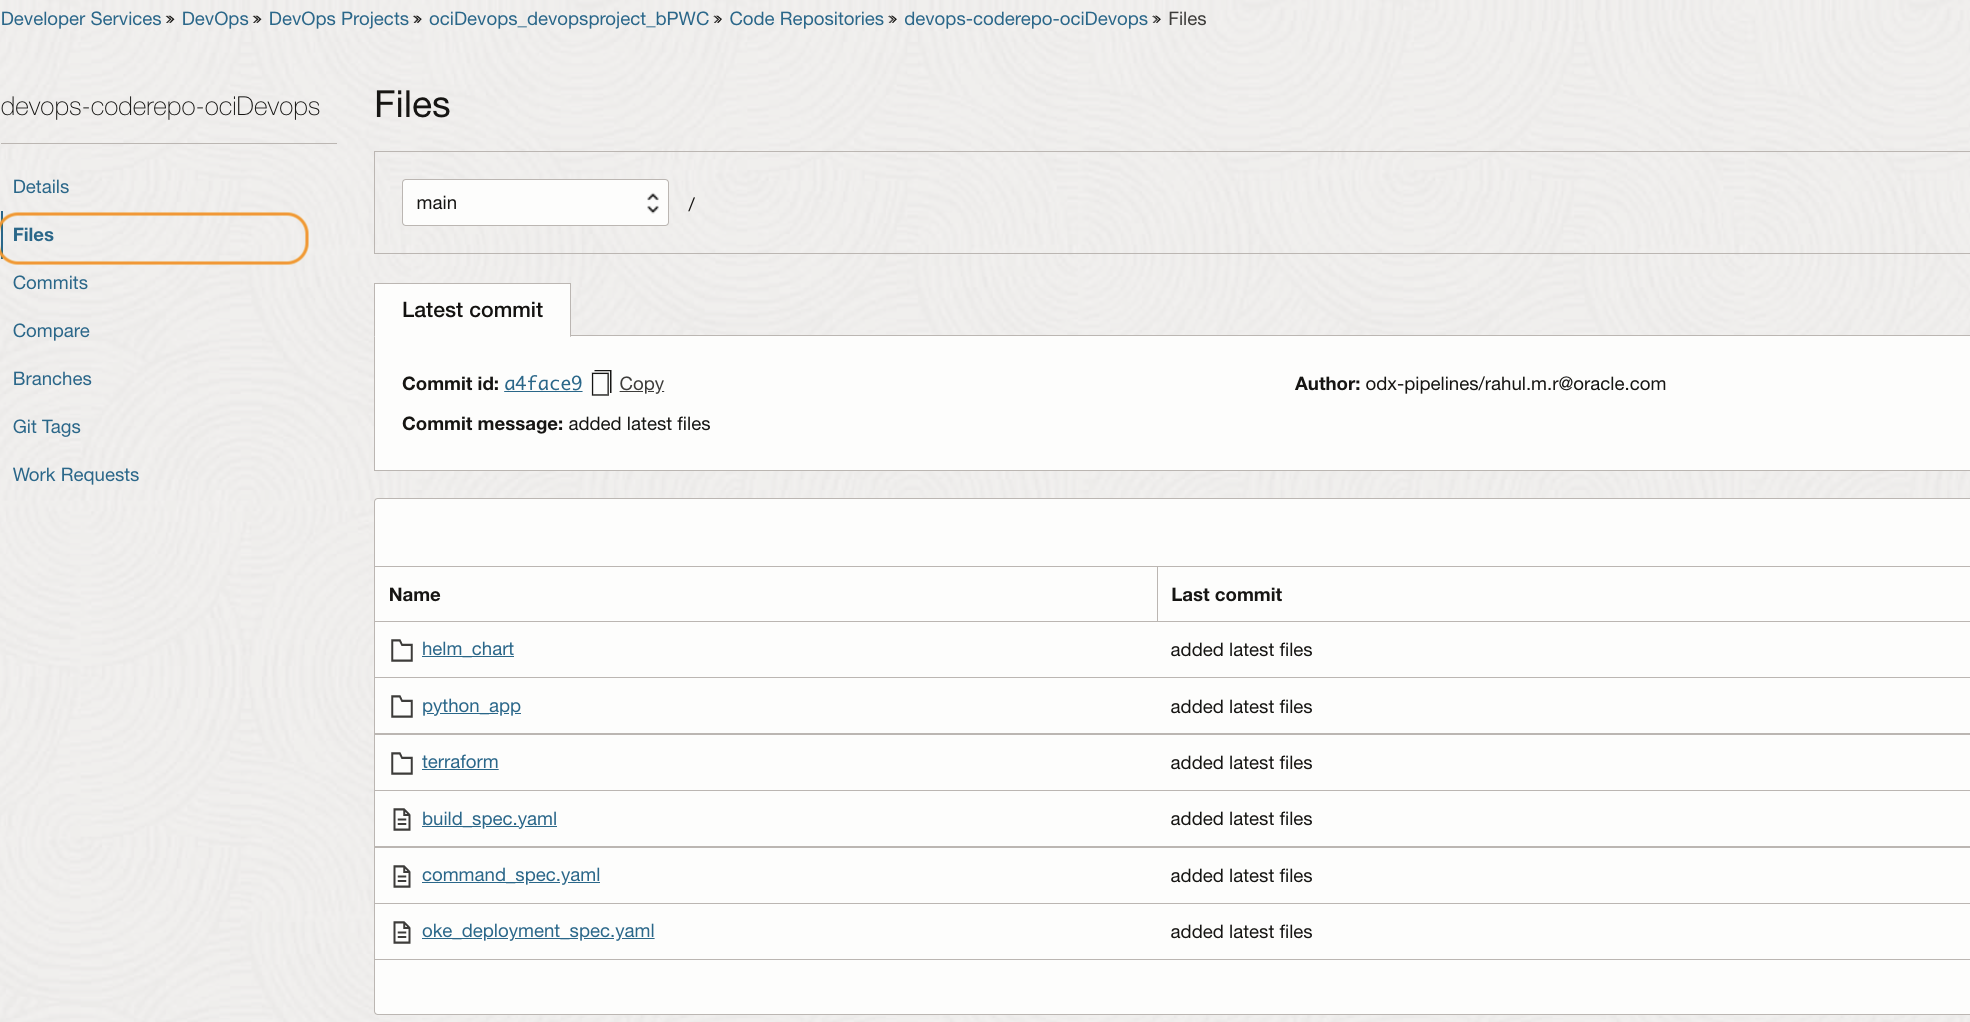 Developer Services » DevOps » DevOps Projects » ociDevops_devopsproject_bPWC » Code Repositories » devops-coderepo-ociDevops » Files
devops-coderepo-ociDevops
Details
Files
Commits
Compare
Branches
Git Tags
Work Requests
Files
main /
Latest commit
Commit id: a4face9 Copy
Author: odx-pipelines/rahul.m.r@oracle.com
Commit message: added latest files
Name Last commit
helm_chart added latest files
python_app added latest files
terraform added latest files
build_spec.yaml added latest files
command_spec.yaml added latest files
oke_deployment_spec.yaml added latest files